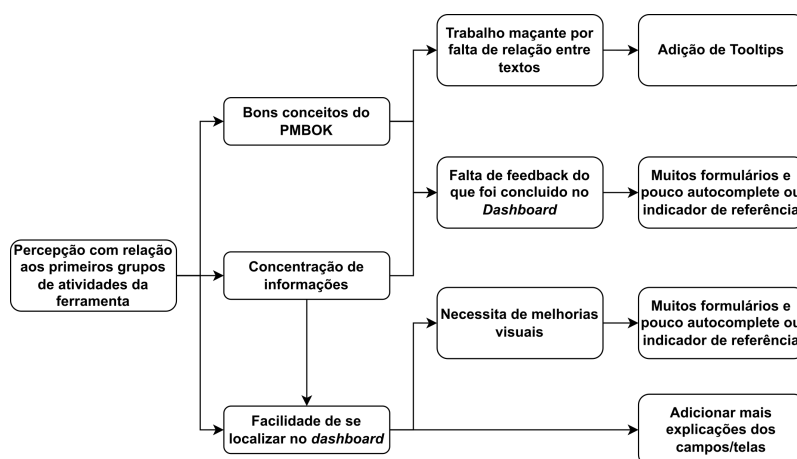 Trabalho maçante por
falta de relação entre
textos
Adição de Tooltips
Bons conceitos do
PMBOK
Falta de feedback do
que foi concluido no
Dashboard
Muitos formulários e
pouco autocomplete ou
indicador de referência
Percepção com relação
aos primeiros grupos
de atividades da
ferramenta
Concentração de
informações
Necessita de melhorias
visuais
Muitos formulários e
pouco autocomplete ou
indicador de referência
Facilidade de se
localizar no dashboard
Adicionar mais
explicações dos
campos/telas